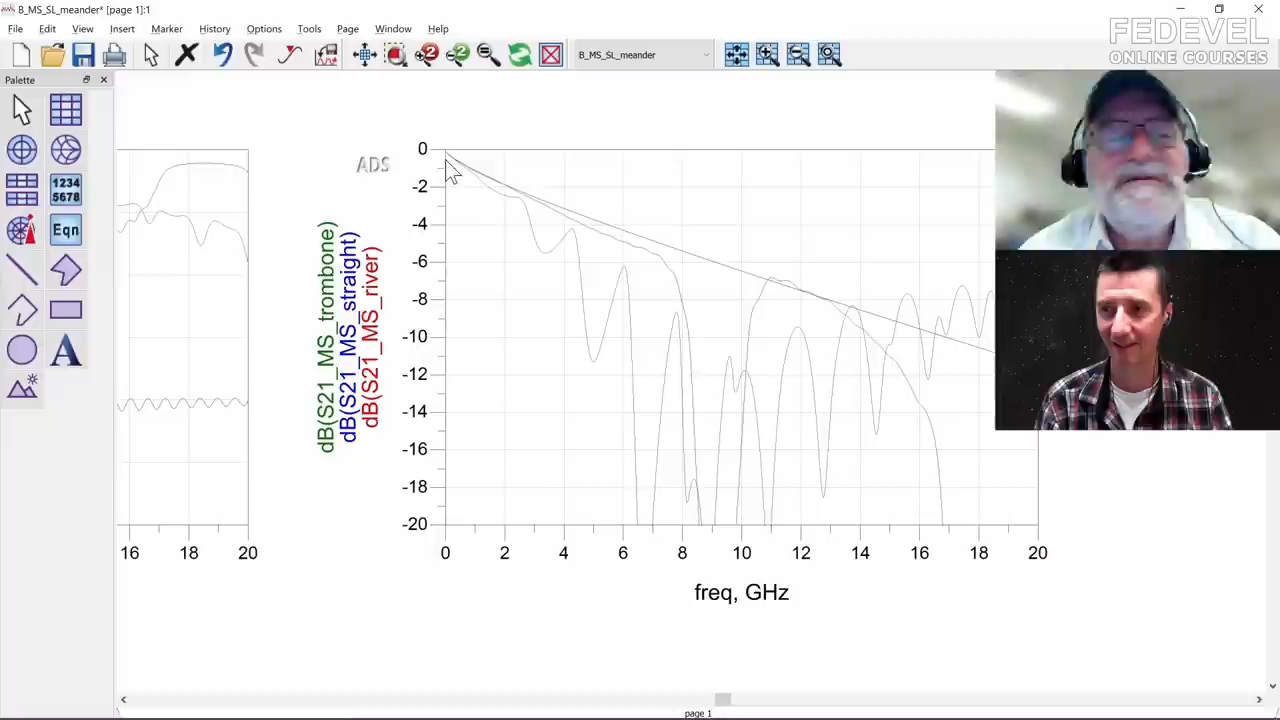 B_MS_SL_meander* [page 1]:1
File Edit View Insert Marker History Options Tools Page Window Help
FEDEVEL
ONLINE COURSES
B_MS_SL_meander
Palette
1234
5678
Eqn
A
ADS
dB(S21_MS_trombone)
dB(S21_MS_straight)
dB(S21_MS_river)
0
-2
-4
-6
-8
-10
-12
-14
-16
-18
-20
16 18 20
0 2 4 6 8 10 12 14 16 18 20
freq, GHz
page 1